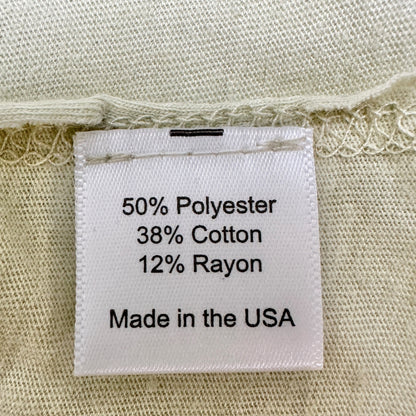 50% Polyester
38% Cotton
12% Rayon
Made in the USA